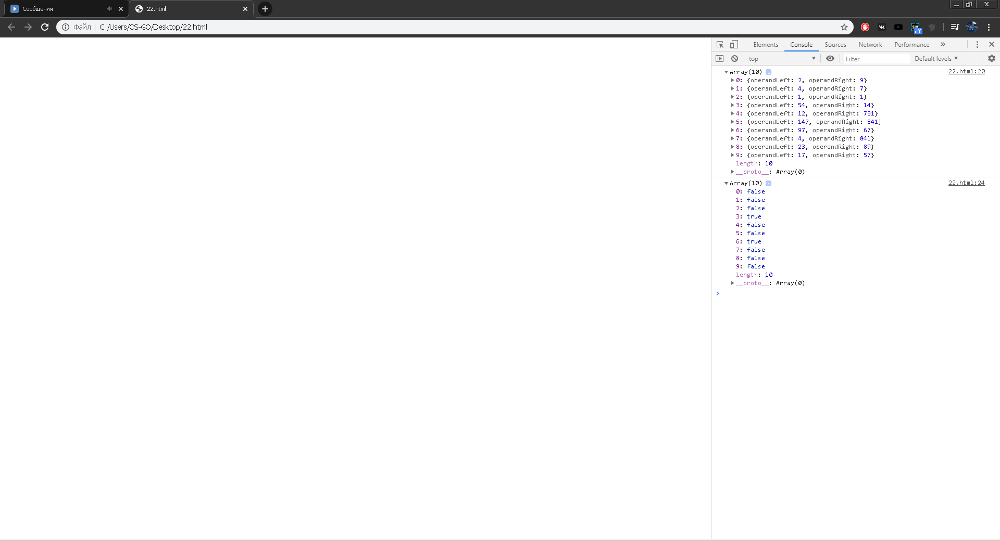 Сообщения
22.html
Файл
C:/Users/CS-GO/Desktop/22.html
off
Elements Console Sources Network Performance
top Filter Default levels
Array(10) 22.html:20
0: {operandLeft: 2, operandRight: 9}
1: {operandLeft: 4, operandRight: 7}
2: {operandLeft: 1, operandRight: 1}
3: {operandLeft: 54, operandRight: 14}
4: {operandLeft: 12, operandRight: 731}
5: {operandLeft: 147, operandRight: 841}
6: {operandLeft: 97, operandRight: 67}
7: {operandLeft: 4, operandRight: 841}
8: {operandLeft: 23, operandRight: 89}
9: {operandLeft: 17, operandRight: 57}
length: 10
__proto__: Array(0)
Array(10) 22.html:24
0: false
1: false
2: false
3: true
4: false
5: false
6: true
7: false
8: false
9: false
length: 10
__proto__: Array(0)